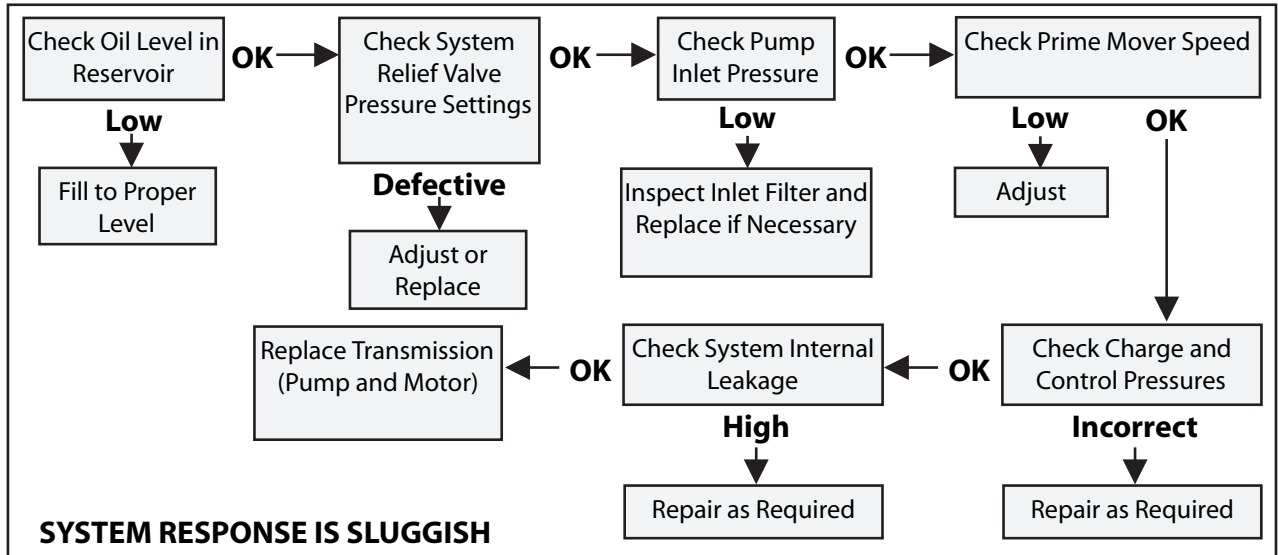 Check Oil Level in
Reservoir
OK
Check System
Relief Valve
Pressure Settings
OK
Check Pump
Inlet Pressure
OK
Check Prime Mover Speed
Low
Fill to Proper
Level
Defective
Adjust or
Replace
Low
Inspect Inlet Filter and
Replace if Necessary
Low
Adjust
OK
Check Charge and
Control Pressures
OK
Check System Internal
Leakage
OK
Replace Transmission
(Pump and Motor)
High
Repair as Required
Incorrect
Repair as Required
SYSTEM RESPONSE IS SLUGGISH